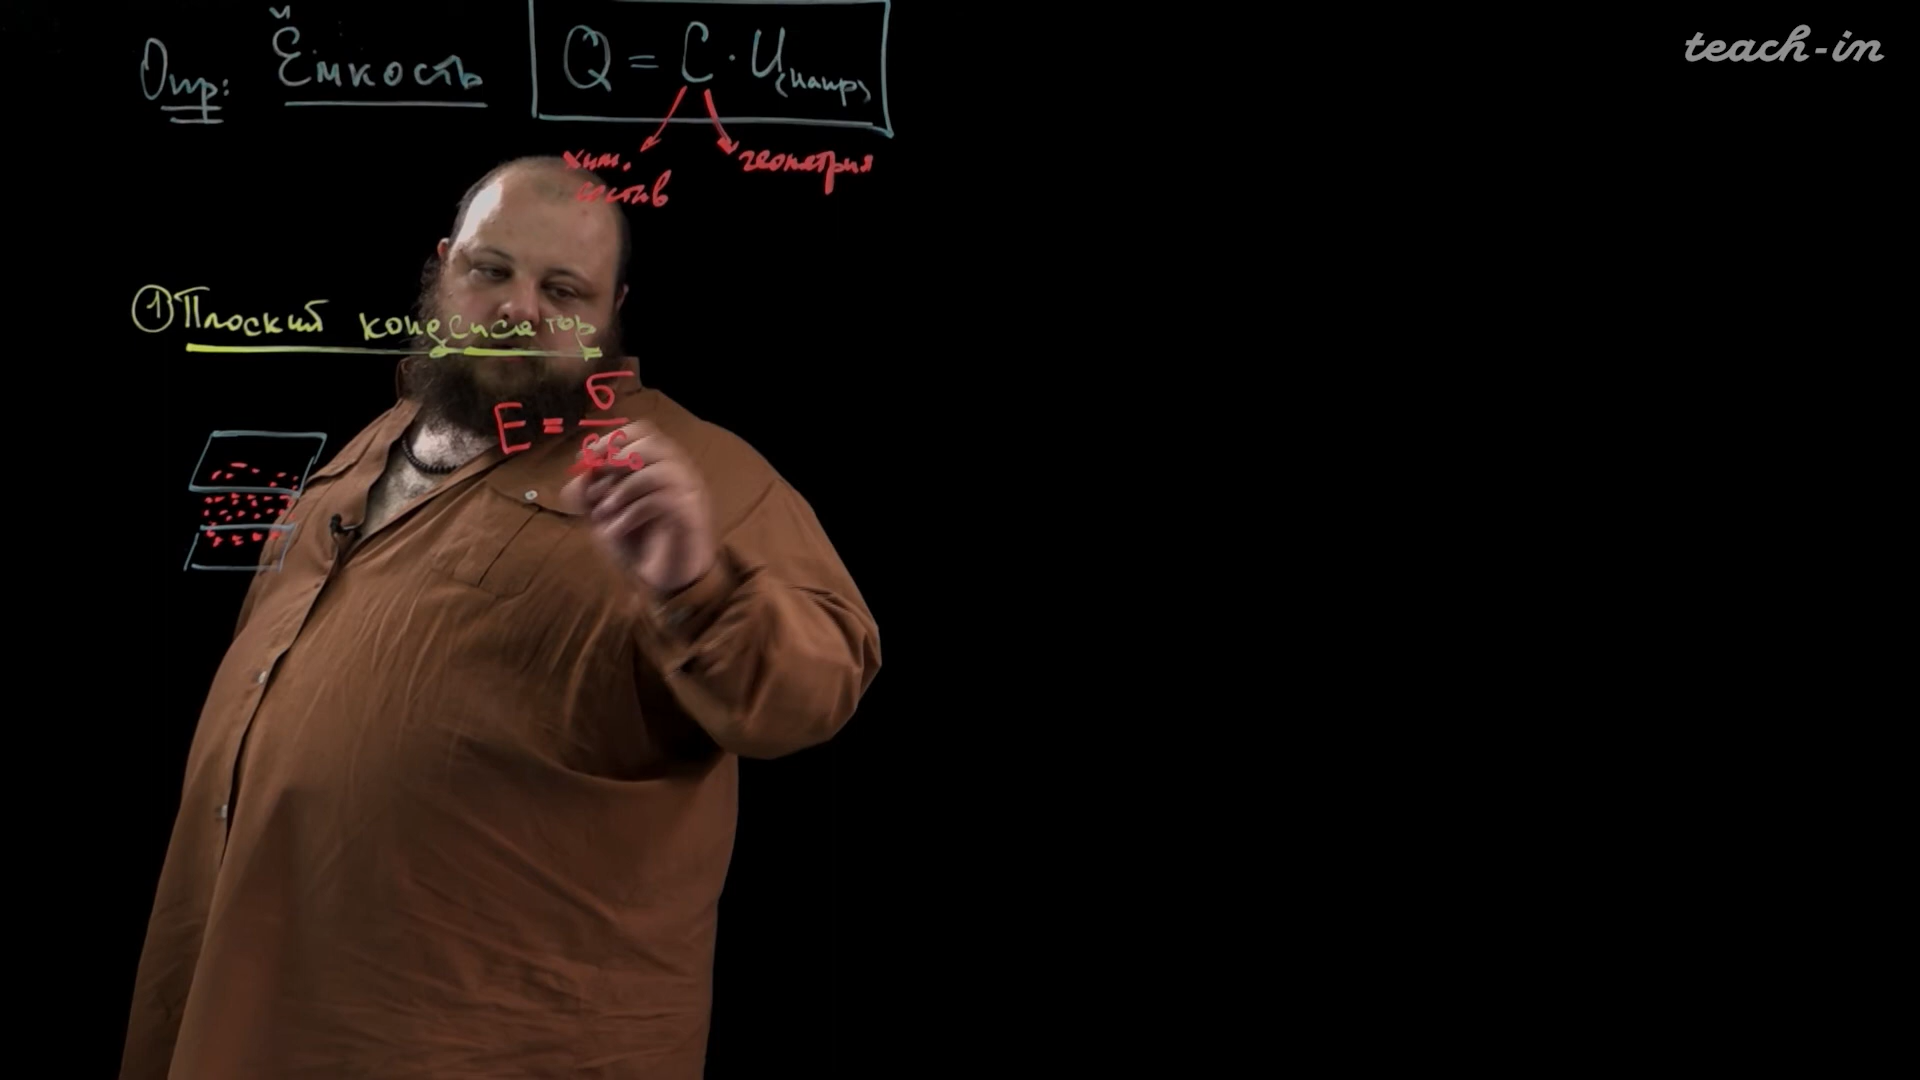 teach-in
Опр: Ёмкость Q = C · U(напр)
хим. состав
геометрия
① Плоский конденсатор
E = σ/εε₀